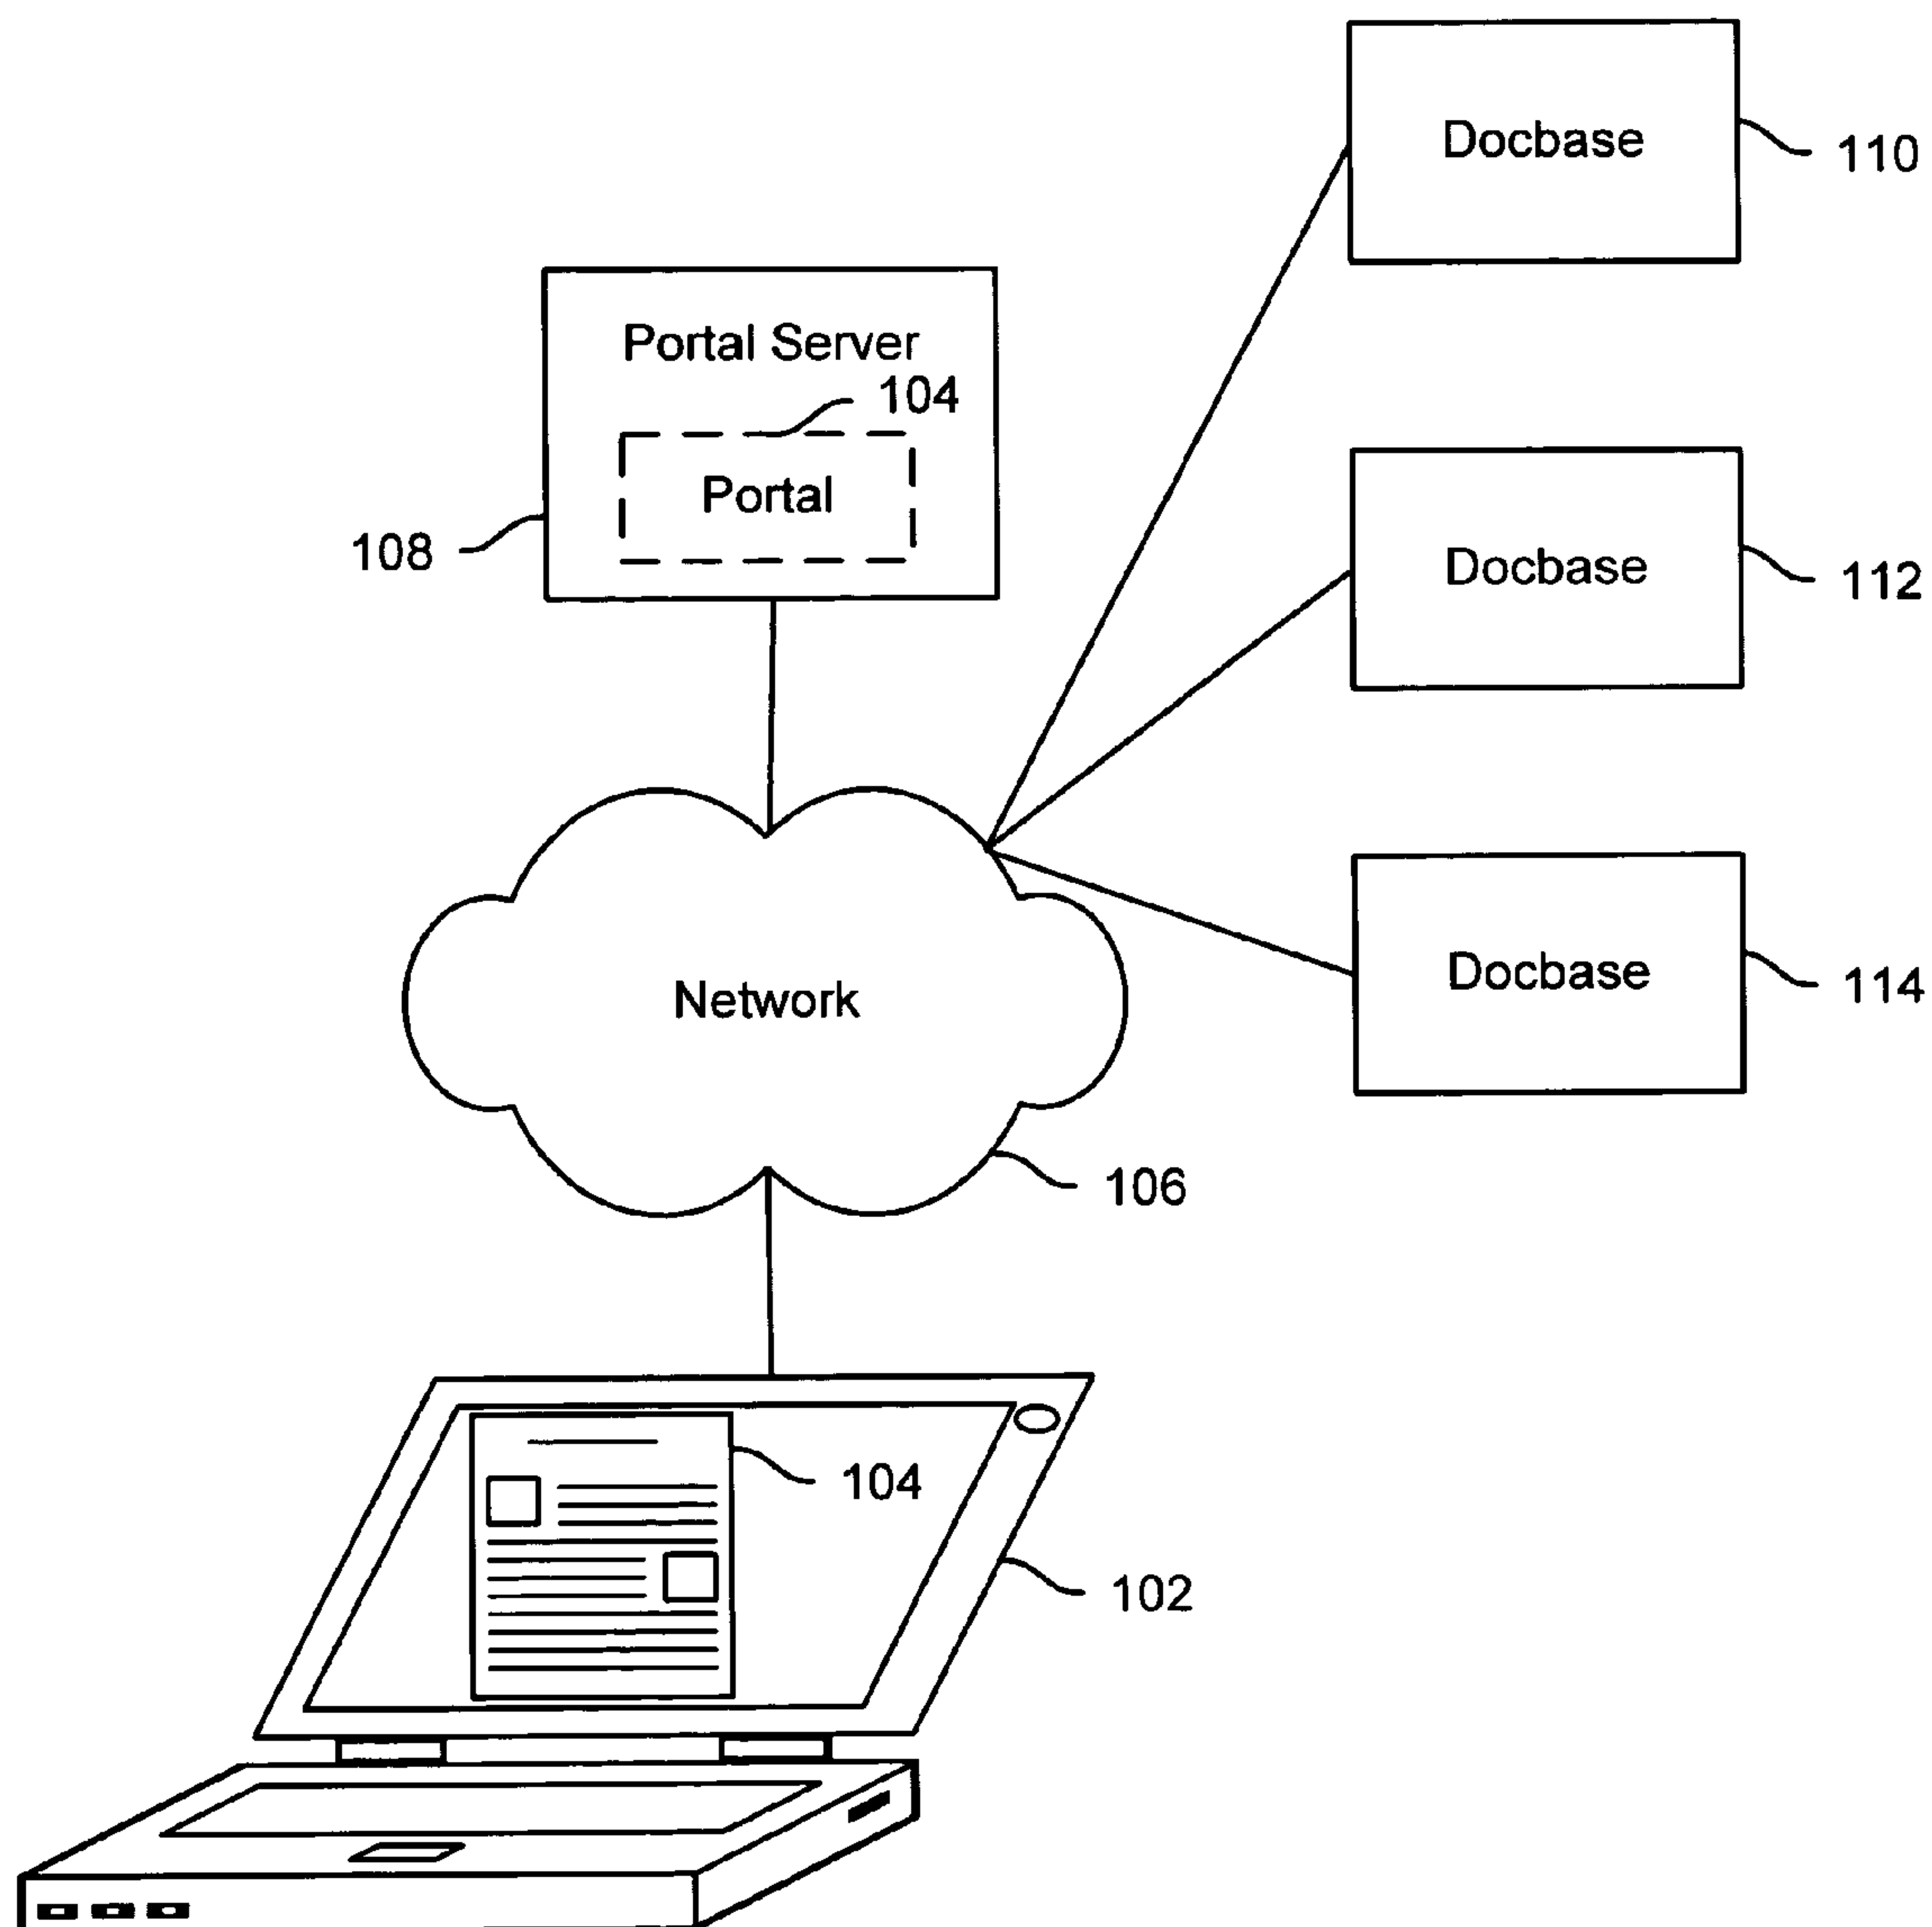 Docbase
110
Portal Server
104
Portal
108
Docbase
112
Docbase
114
Network
106
104
102